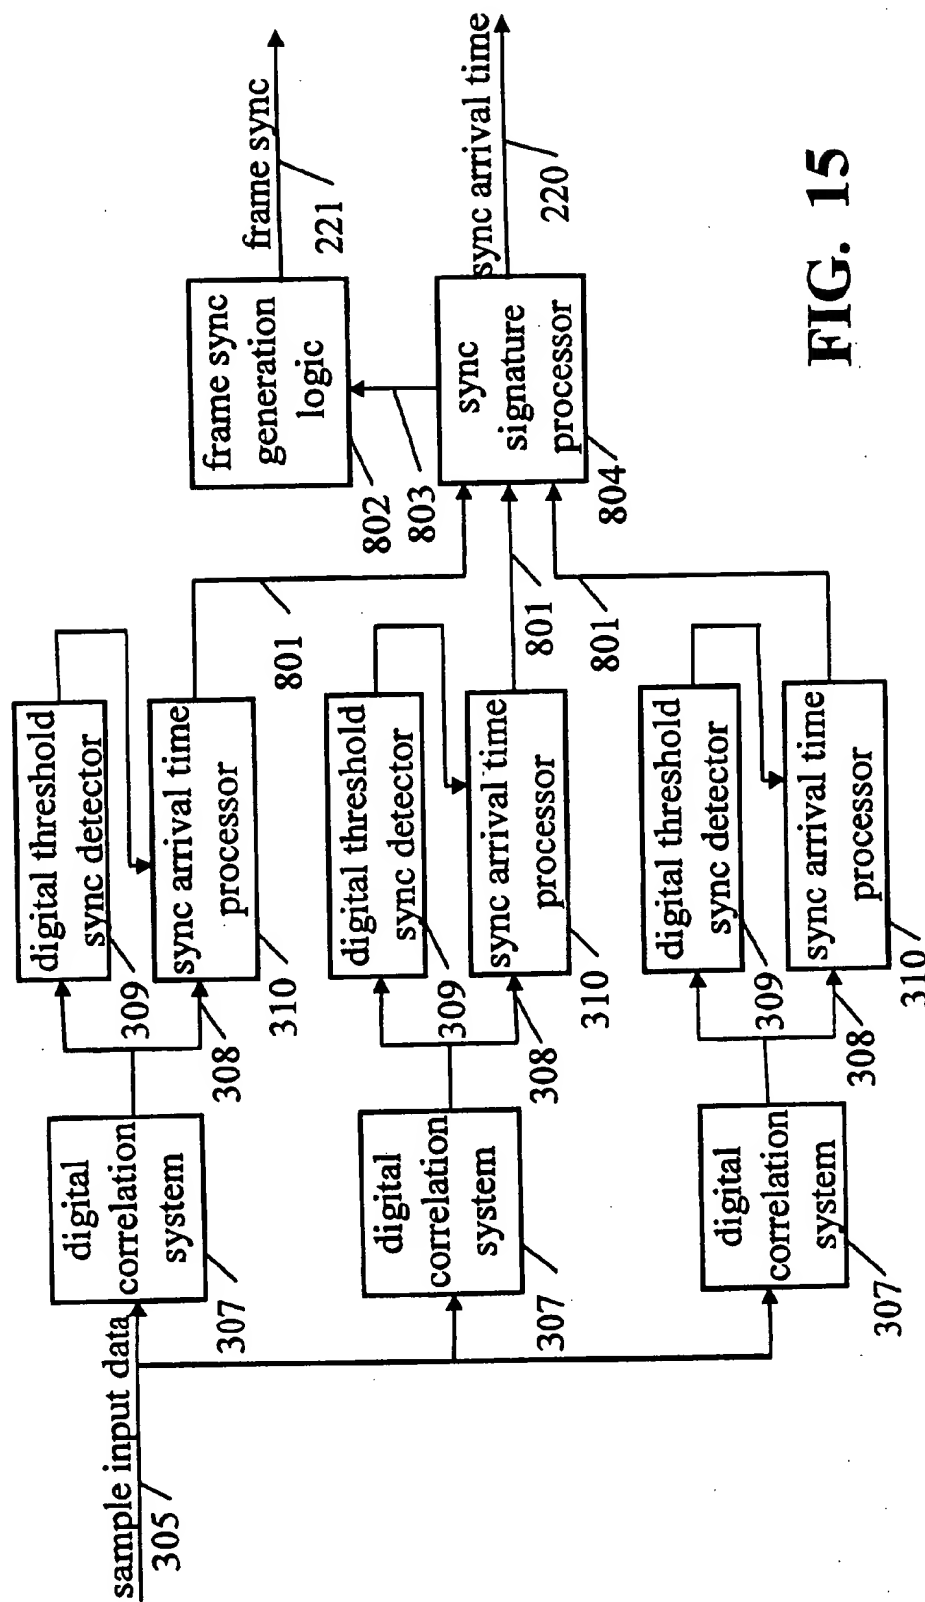 sample input data
305
digital
correlation
system
307
308
digital threshold
sync detector
309
sync arrival time
processor
310
801
digital
correlation
system
307
308
digital threshold
sync detector
309
sync arrival time
processor
310
801
digital
correlation
system
307
308
digital threshold
sync detector
309
sync arrival time
processor
310
801
frame sync
generation
logic
802
803
sync
signature
processor
804
frame sync
221
sync arrival time
220
FIG. 15